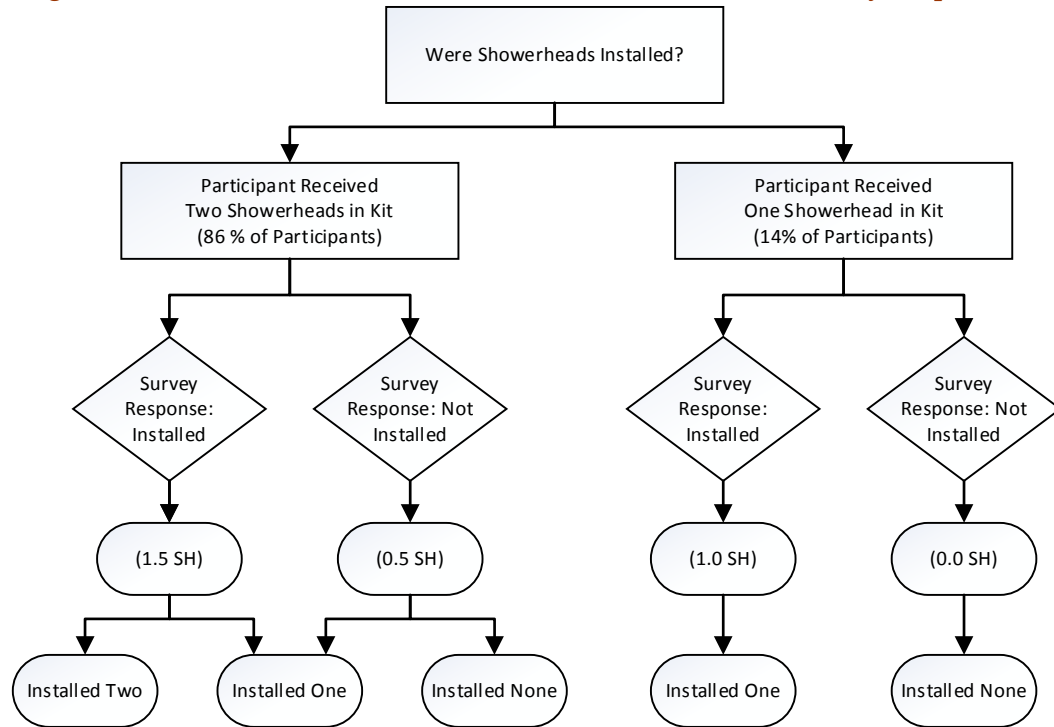 Were Showerheads Installed?
Participant Received
Two Showerheads in Kit
(86 % of Participants)
Participant Received
One Showerhead in Kit
(14% of Participants)
Survey
Response:
Installed
Survey
Response: Not
Installed
Survey
Response:
Installed
Survey
Response: Not
Installed
(1.5 SH)
(0.5 SH)
(1.0 SH)
(0.0 SH)
Installed Two
Installed One
Installed None
Installed One
Installed None